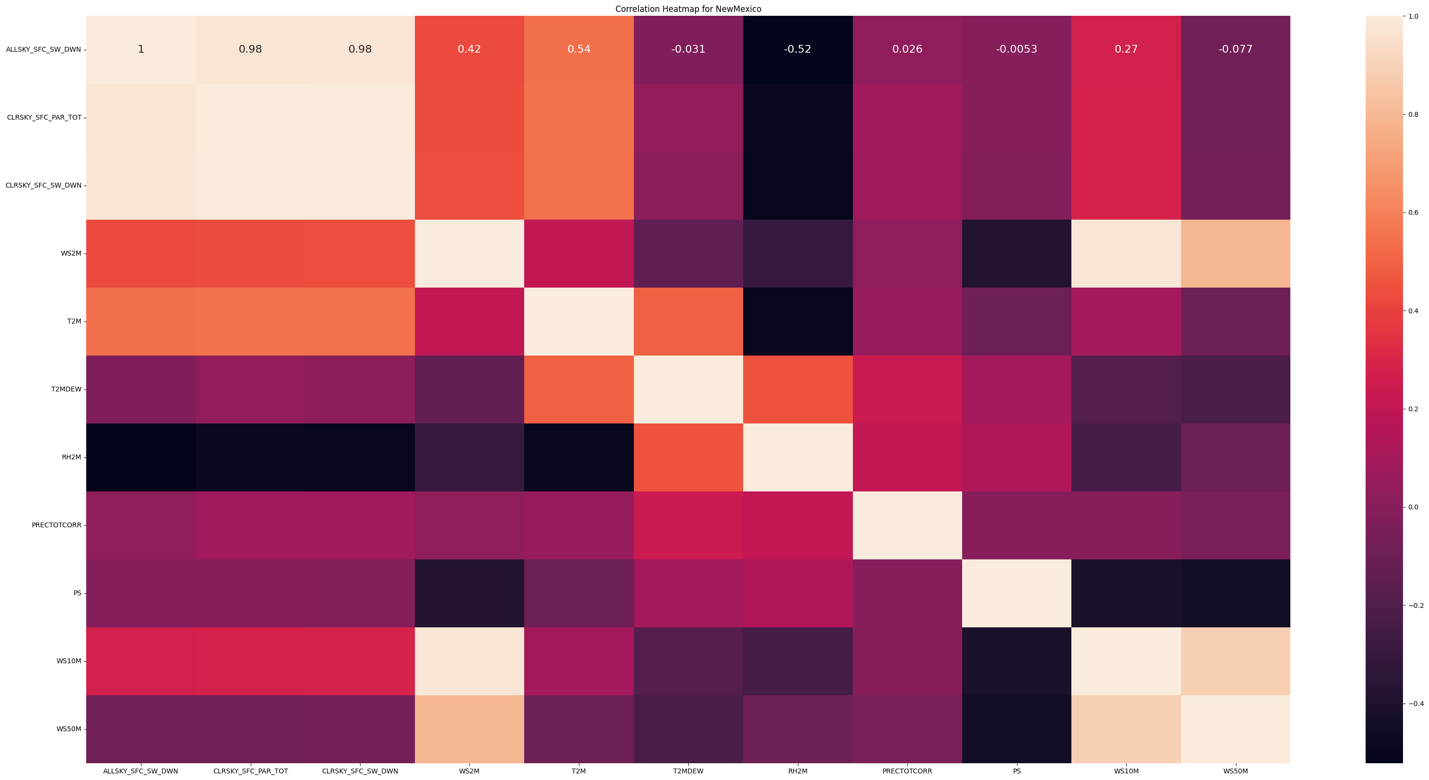 Correlation Heatmap for NewMexico
ALLSKY_SFC_SW_DWN
1 0.98 0.98 0.42 0.54 -0.031 -0.52 0.026 -0.0053 0.27 -0.077
CLRSKY_SFC_PAR_TOT
CLRSKY_SFC_SW_DWN
WS2M
T2M
T2MDEW
RH2M
PRECTOTCORR
PS
WS10M
WS50M
ALLSKY_SFC_SW_DWN CLRSKY_SFC_PAR_TOT CLRSKY_SFC_SW_DWN WS2M T2M T2MDEW RH2M PRECTOTCORR PS WS10M WS50M
1.0
0.8
0.6
0.4
0.2
0.0
−0.2
−0.4